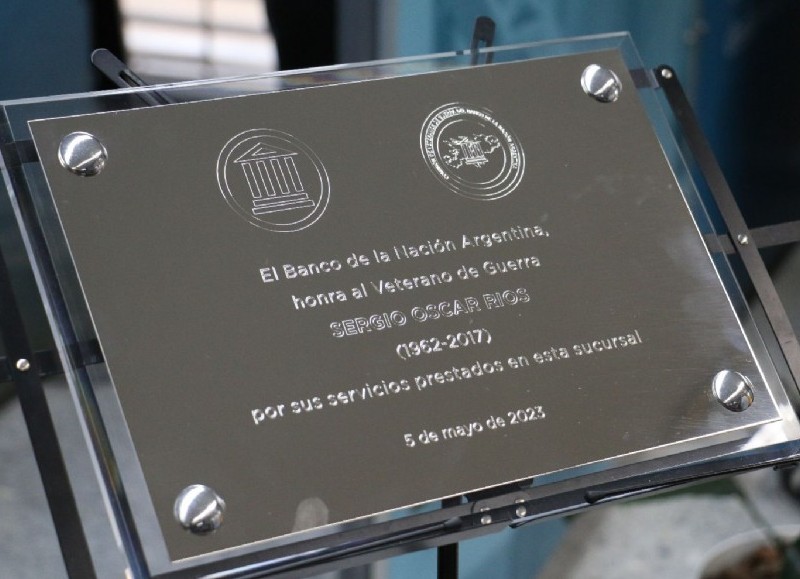 El Banco de la Nación Argentina,
honra al Veterano de Guerra
SERGIO OSCAR RIOS
(1962-2017)
por sus servicios prestados en esta sucursal
5 de mayo de 2023